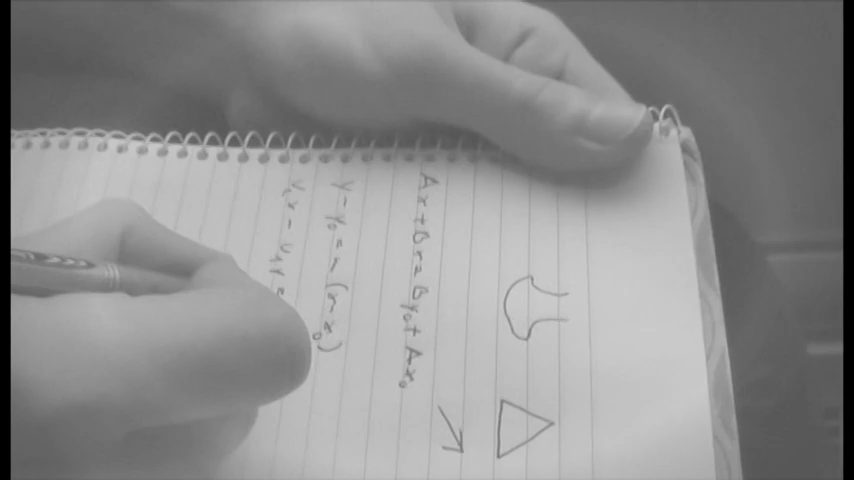 Ax + By = By₀ + Ax₀
y - y₀ = m(x - x₀)